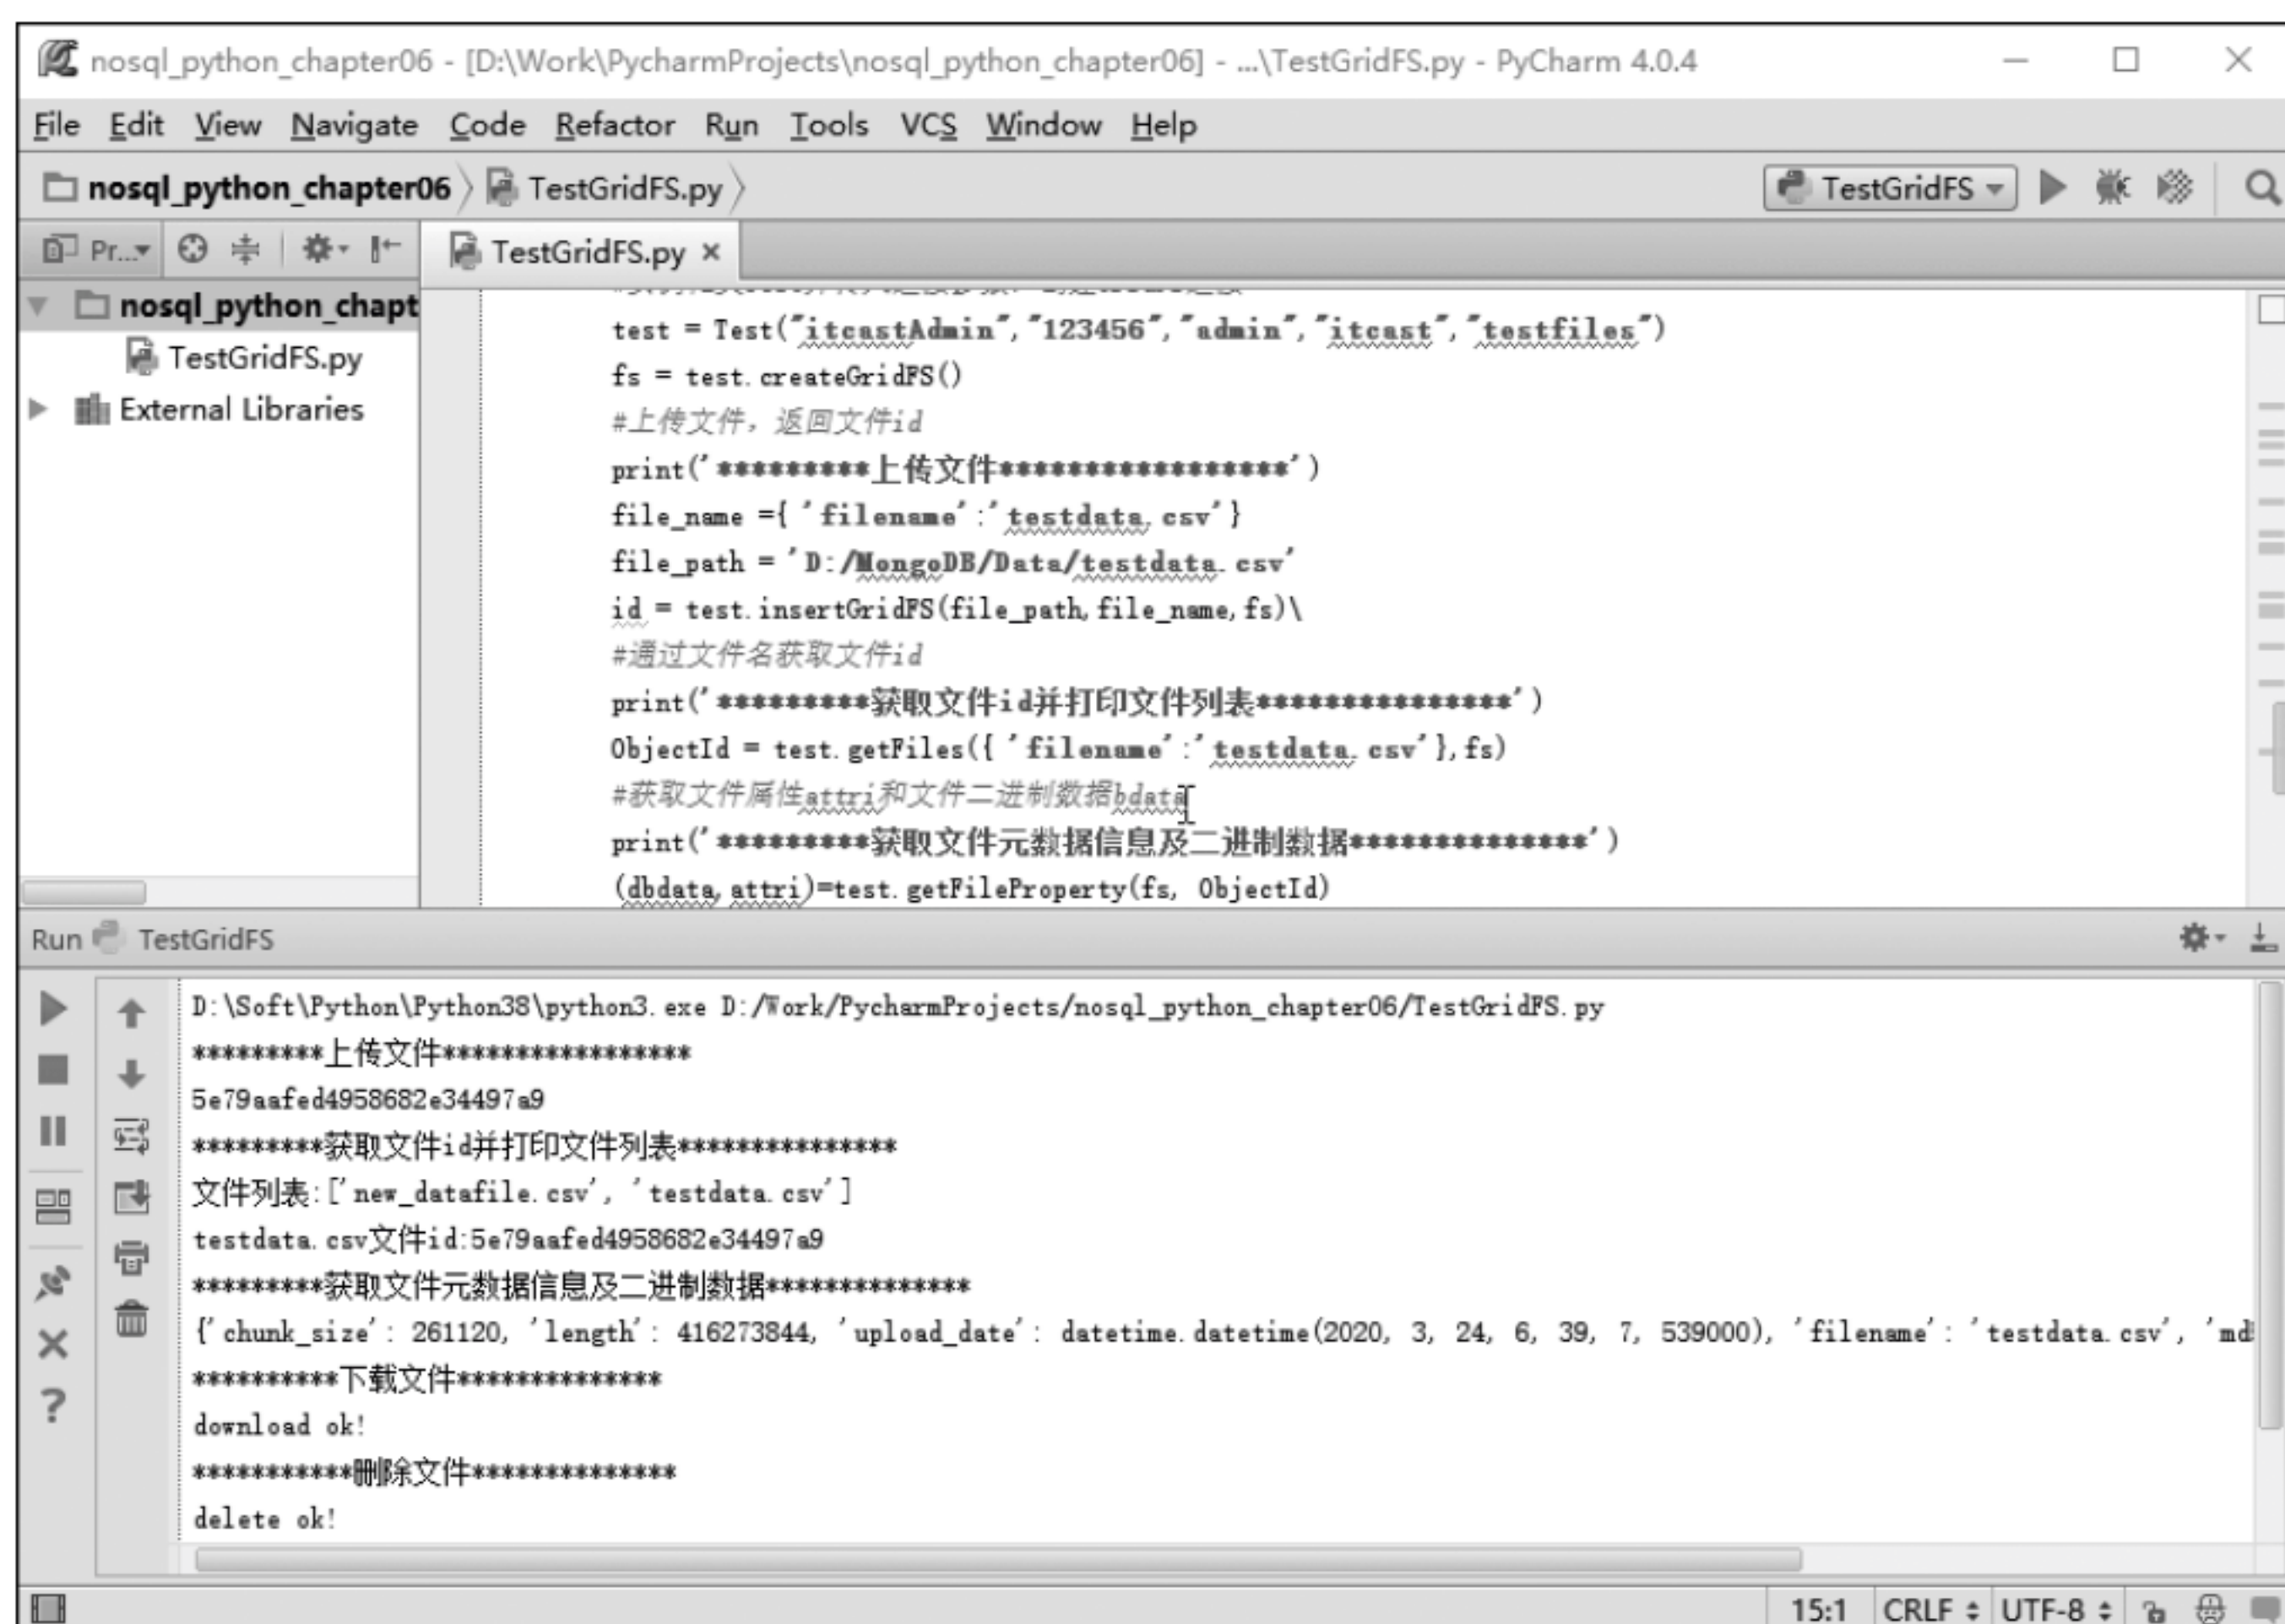 nosql_python_chapter06 - [D:\Work\PycharmProjects\nosql_python_chapter06] - ...\TestGridFS.py - PyCharm 4.0.4
File Edit View Navigate Code Refactor Run Tools VCS Window Help
nosql_python_chapter06 TestGridFS.py TestGridFS
Pr... TestGridFS.py
nosql_python_chapt
TestGridFS.py
External Libraries
test = Test("itcastAdmin","123456","admin","itcast","testfiles")
fs = test.createGridFS()
#上传文件，返回文件id
print('*********上传文件*****************')
file_name ={ 'filename':'testdata.csv'}
file_path = 'D:/MongoDB/Data/testdata.csv'
id = test.insertGridFS(file_path,file_name,fs)\
#通过文件名获取文件id
print('*********获取文件id并打印文件列表***************')
ObjectId = test.getFiles({ 'filename':'testdata.csv'},fs)
#获取文件属性attri和文件二进制数据bdata
print('*********获取文件元数据信息及二进制数据**************')
(dbdata,attri)=test.getFileProperty(fs, ObjectId)
Run TestGridFS
D:\Soft\Python\Python38\python3.exe D:/Work/PycharmProjects/nosql_python_chapter06/TestGridFS.py
*********上传文件*****************
5e79aafed4958682e34497a9
*********获取文件id并打印文件列表***************
文件列表:['new_datafile.csv', 'testdata.csv']
testdata.csv文件id:5e79aafed4958682e34497a9
*********获取文件元数据信息及二进制数据**************
{'chunk_size': 261120, 'length': 416273844, 'upload_date': datetime.datetime(2020, 3, 24, 6, 39, 7, 539000), 'filename': 'testdata.csv', 'md
**********下载文件**************
download ok!
***********删除文件**************
delete ok!
15:1 CRLF UTF-8